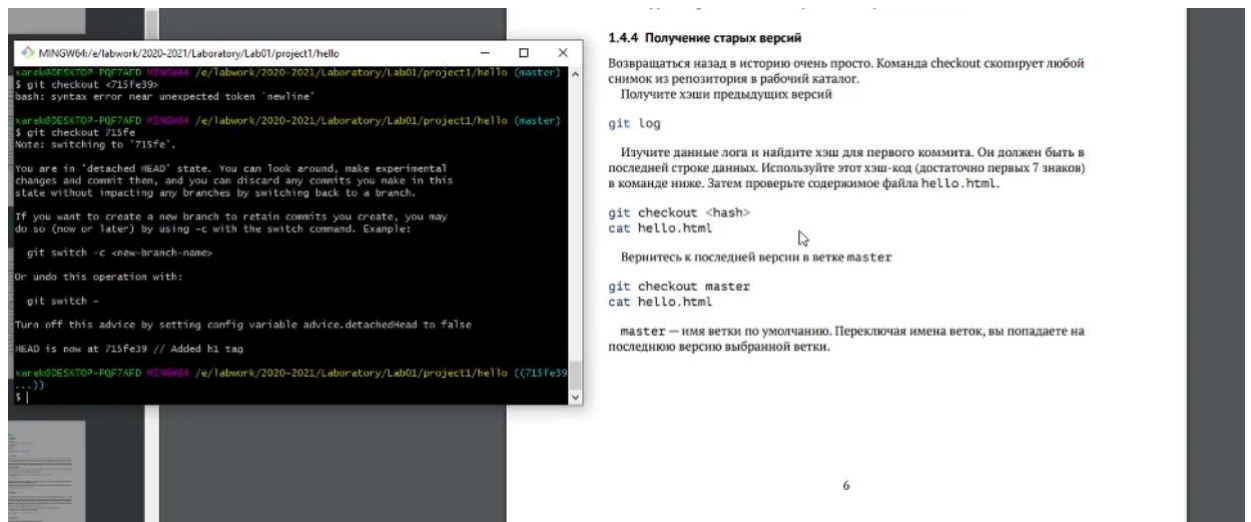 MINGW64:/e/labwork/2020-2021/Laboratory/Lab01/project1/hello
xarek@DESKTOP-PQF7AFD MINGW64 /e/labwork/2020-2021/Laboratory/Lab01/project1/hello (master)
$ git checkout <715fe39>
bash: syntax error near unexpected token `newline'
xarek@DESKTOP-PQF7AFD MINGW64 /e/labwork/2020-2021/Laboratory/Lab01/project1/hello (master)
$ git checkout 715fe
Note: switching to '715fe'.
You are in 'detached HEAD' state. You can look around, make experimental
changes and commit them, and you can discard any commits you make in this
state without impacting any branches by switching back to a branch.
If you want to create a new branch to retain commits you create, you may
do so (now or later) by using -c with the switch command. Example:
git switch -c <new-branch-name>
Or undo this operation with:
git switch -
Turn off this advice by setting config variable advice.detachedHead to false
HEAD is now at 715fe39 // Added h1 tag
xarek@DESKTOP-PQF7AFD MINGW64 /e/labwork/2020-2021/Laboratory/Lab01/project1/hello ((715fe39
...))
$
1.4.4 Получение старых версий
Возвращаться назад в историю очень просто. Команда checkout скопирует любой
снимок из репозитория в рабочий каталог.
Получите хэши предыдущих версий
git log
Изучите данные лога и найдите хэш для первого коммита. Он должен быть в
последней строке данных. Используйте этот хэш-код (достаточно первых 7 знаков)
в команде ниже. Затем проверьте содержимое файла hello.html.
git checkout <hash>
cat hello.html
Вернитесь к последней версии в ветке master
git checkout master
cat hello.html
master — имя ветки по умолчанию. Переключая имена веток, вы попадаете на
последнюю версию выбранной ветки.
6